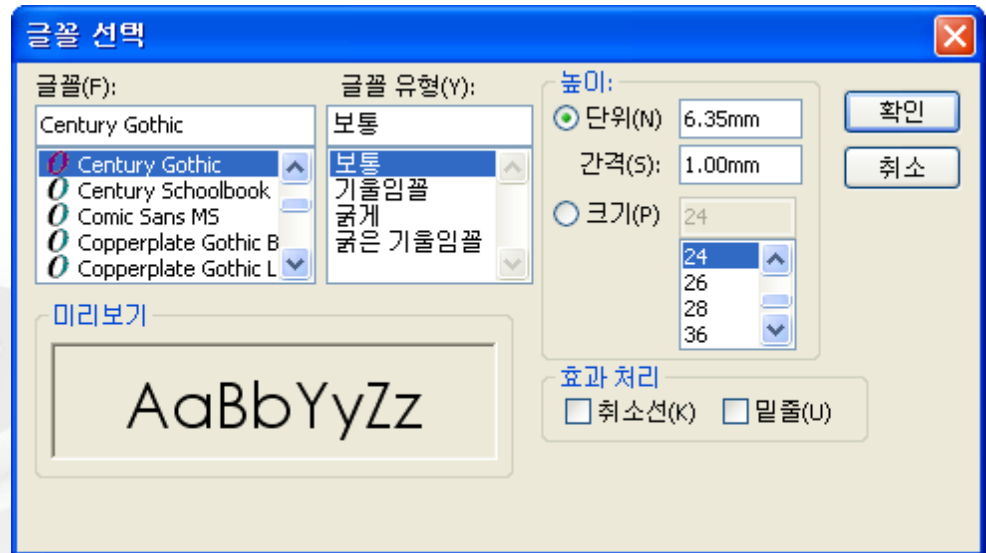 글꼴 선택
글꼴(F):
Century Gothic
Century Gothic
Century Schoolbook
Comic Sans MS
Copperplate Gothic B
Copperplate Gothic L
글꼴 유형(Y):
보통
보통
기울임꼴
굵게
굵은 기울임꼴
높이:
단위(N) 6.35mm
간격(S): 1.00mm
크기(P) 24
24
26
28
36
확인
취소
미리보기
AaBbYyZz
효과 처리
취소선(K) 밑줄(U)